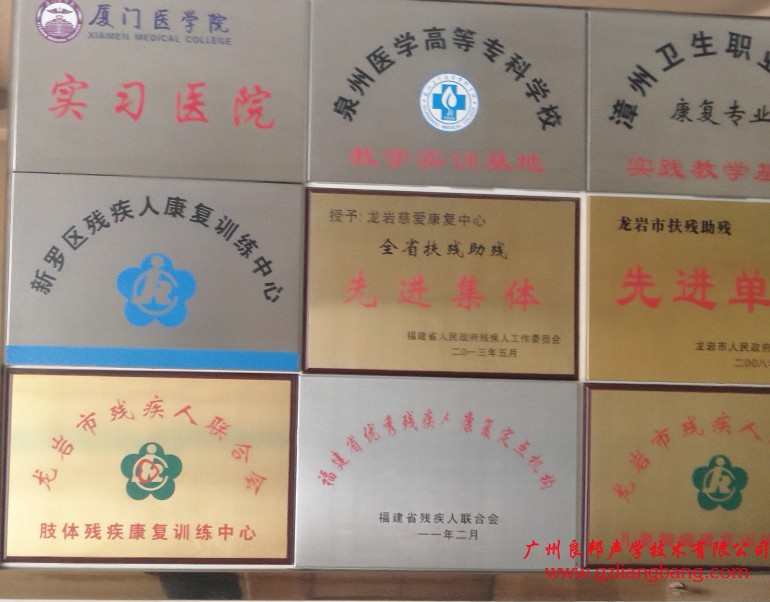 厦门医学院
XIAMEN MEDICAL COLLEGE
实习医院
泉州医学高等专科学校
教学实训基地
漳州卫生职业
康复专业
实践教学基
新罗区残疾人康复训练中心
授予:龙岩慈爱康复中心
全省扶残助残
先进集体
福建省人民政府残疾人工作委员会
二〇一三年五月
龙岩市扶残助残
先进单
龙岩市人民政府
二00八
龙岩市残疾人联合会
肢体残疾康复训练中心
福建省优秀残疾人康复定点机构
福建省残疾人联合会
一一年二月
龙岩市残疾人
广州良邦声学技术有限公司
www.gzliangbang.com